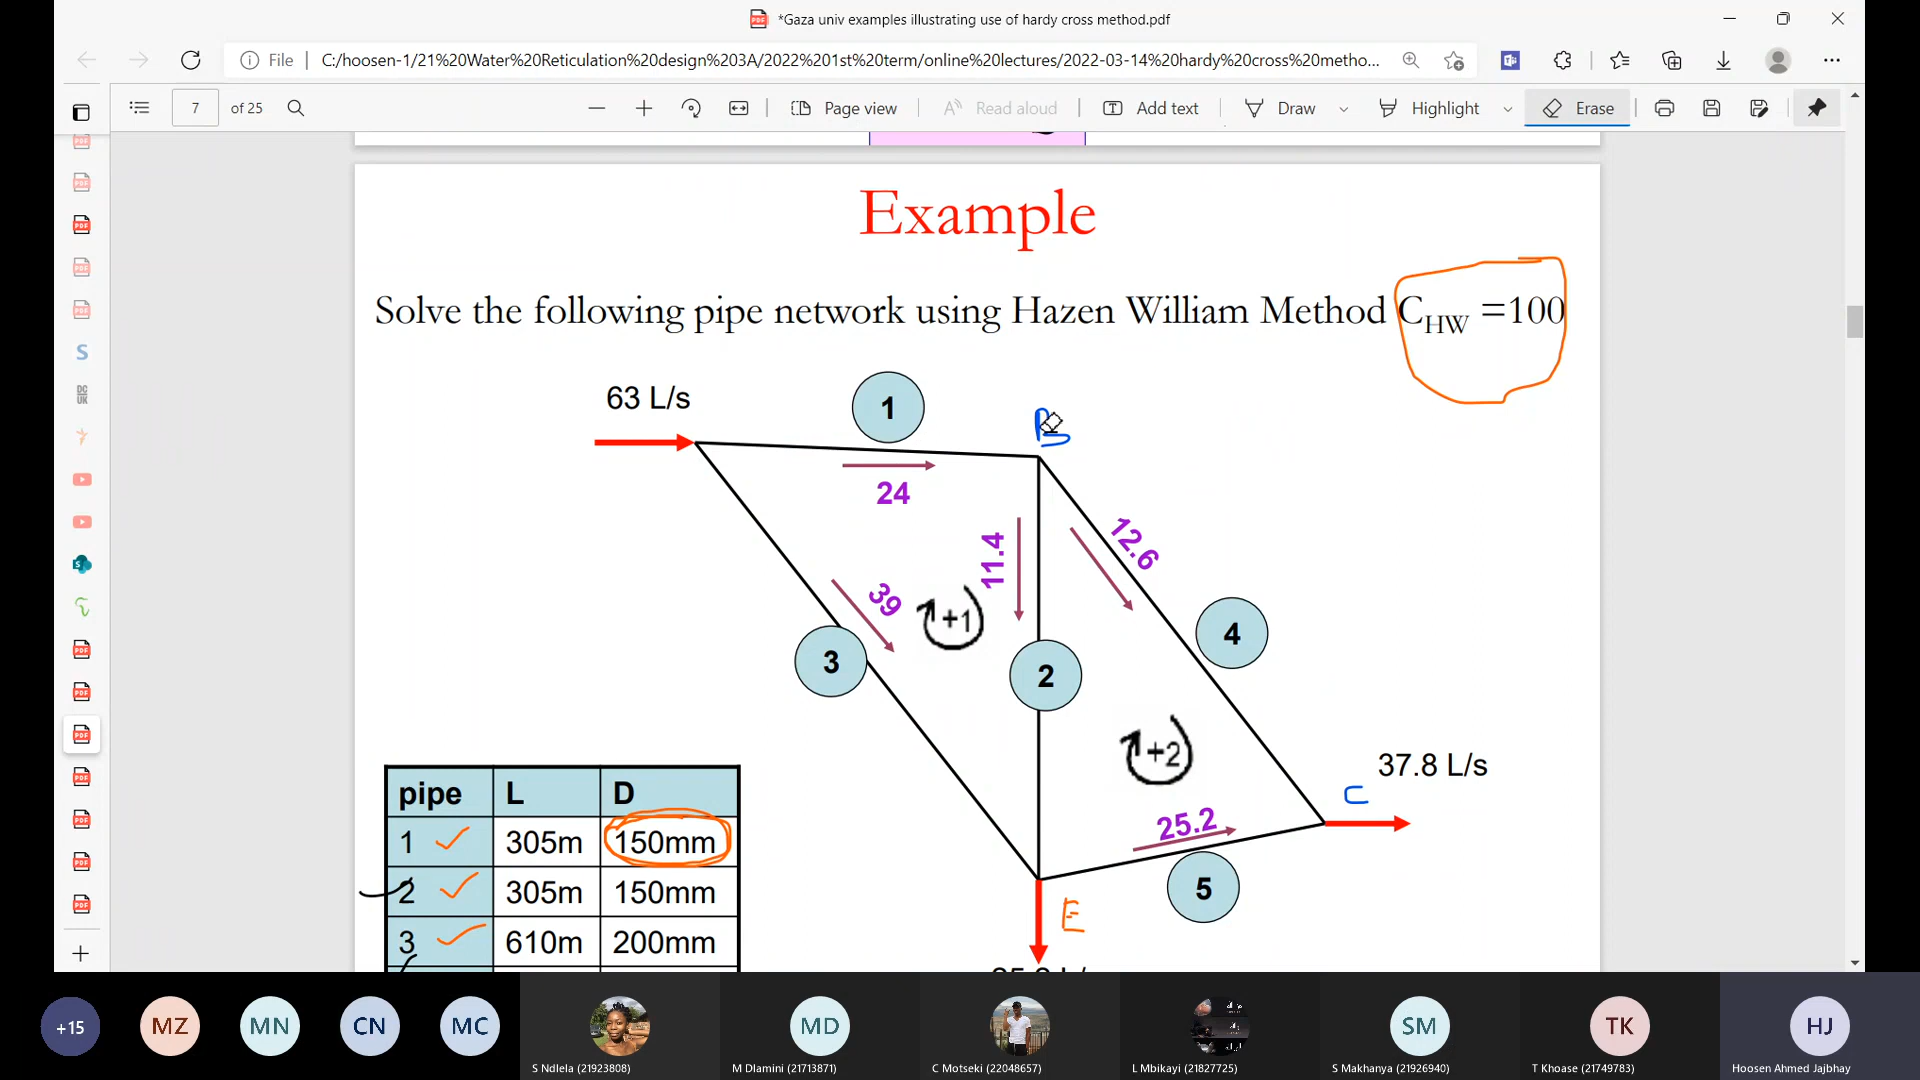 *Gaza univ examples illustrating use of hardy cross method.pdf
File C:/hoosen-1/21%20Water%20Reticulation%20design%203A/2022%201st%20term/online%20lectures/2022-03-14%20hardy%20cross%20metho...
7 of 25
Page view
Read aloud
Add text
Draw
Highlight
Erase
Example
Solve the following pipe network using Hazen William Method C_HW =100
63 L/s
1
B
24
11.4
12.6
39
+1
4
3
2
+2
37.8 L/s
C
25.2
5
E
pipe L D
1 305m 150mm
2 305m 150mm
3 610m 200mm
S
DC
UK
+15
MZ
MN
CN
MC
MD
SM
TK
HJ
S Ndlela (21923808)
M Dlamini (21713871)
C Motseki (22048657)
L Mbikayi (21827725)
S Makhanya (21926940)
T Khoase (21749783)
Hoosen Ahmed Jajbhay